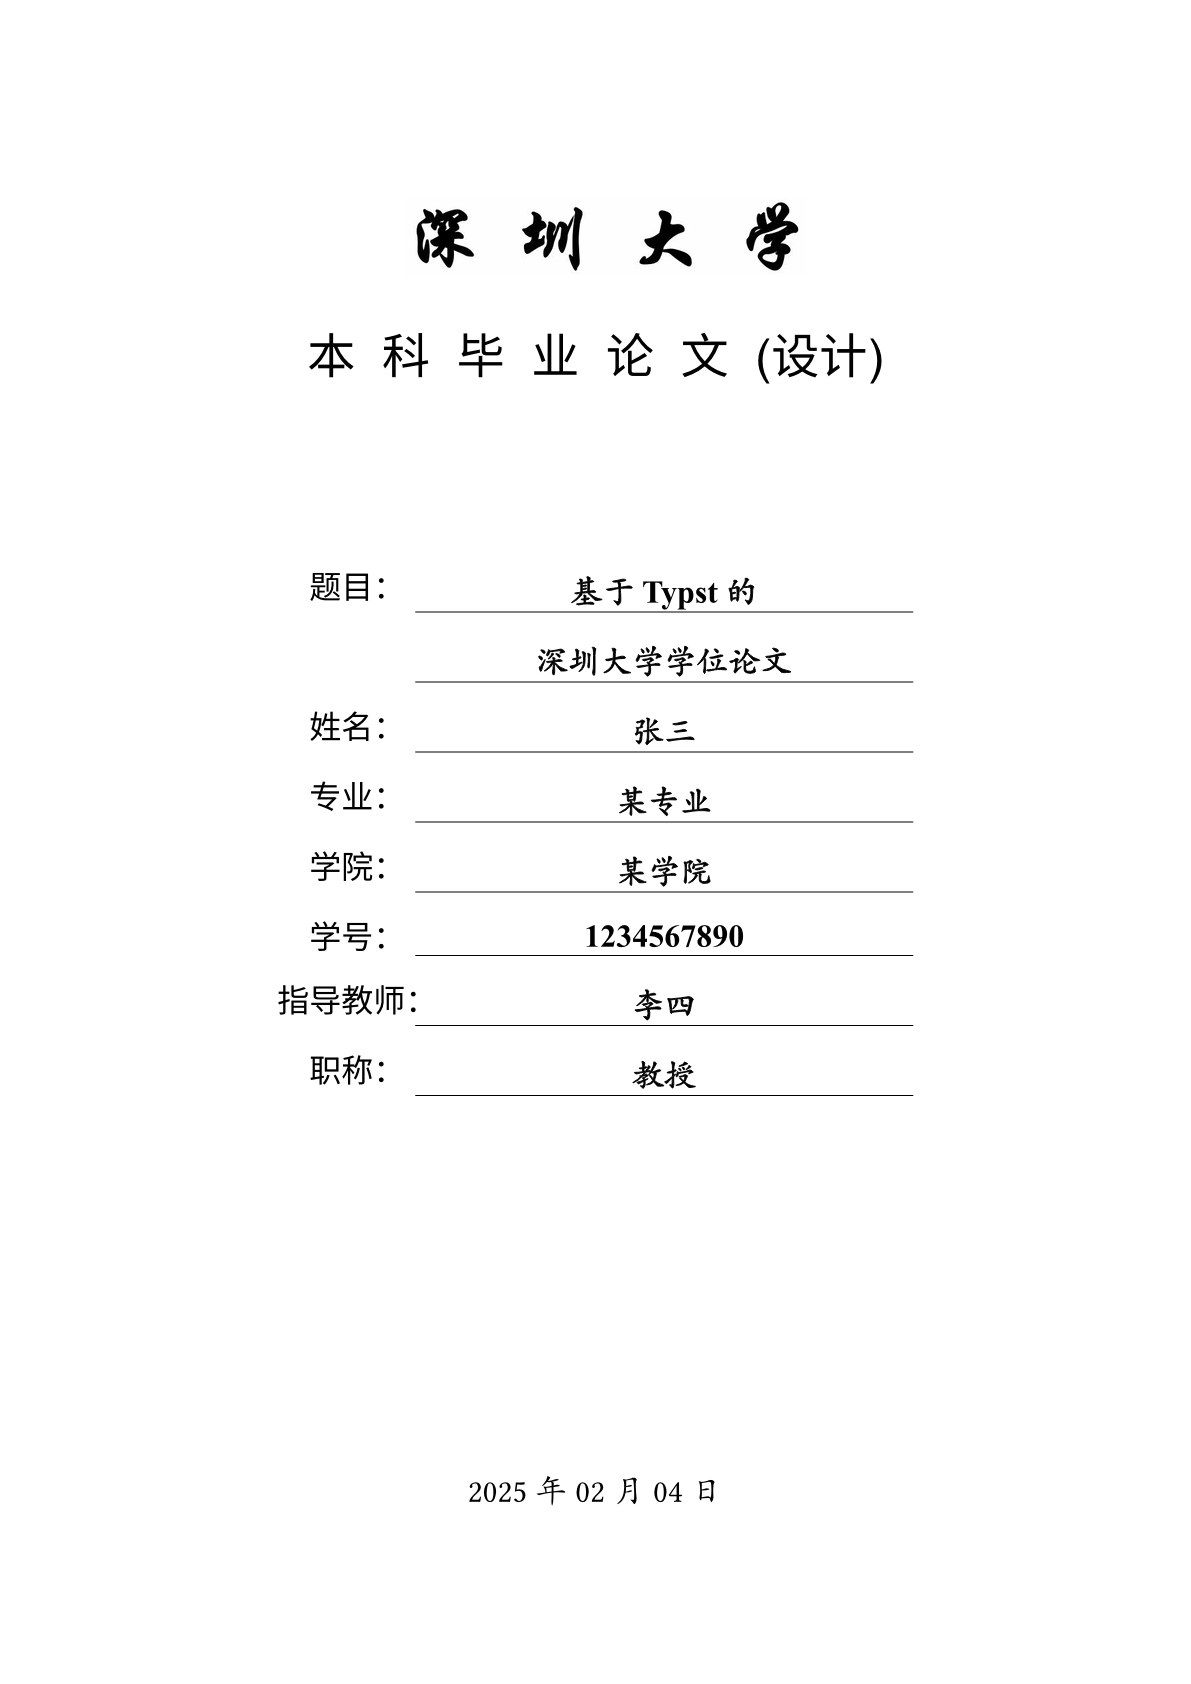 深圳大学
本科毕业论文(设计)
题目： 基于 Typst 的
深圳大学学位论文
姓名： 张三
专业： 某专业
学院： 某学院
学号： 1234567890
指导教师： 李四
职称： 教授
2025 年 02 月 04 日